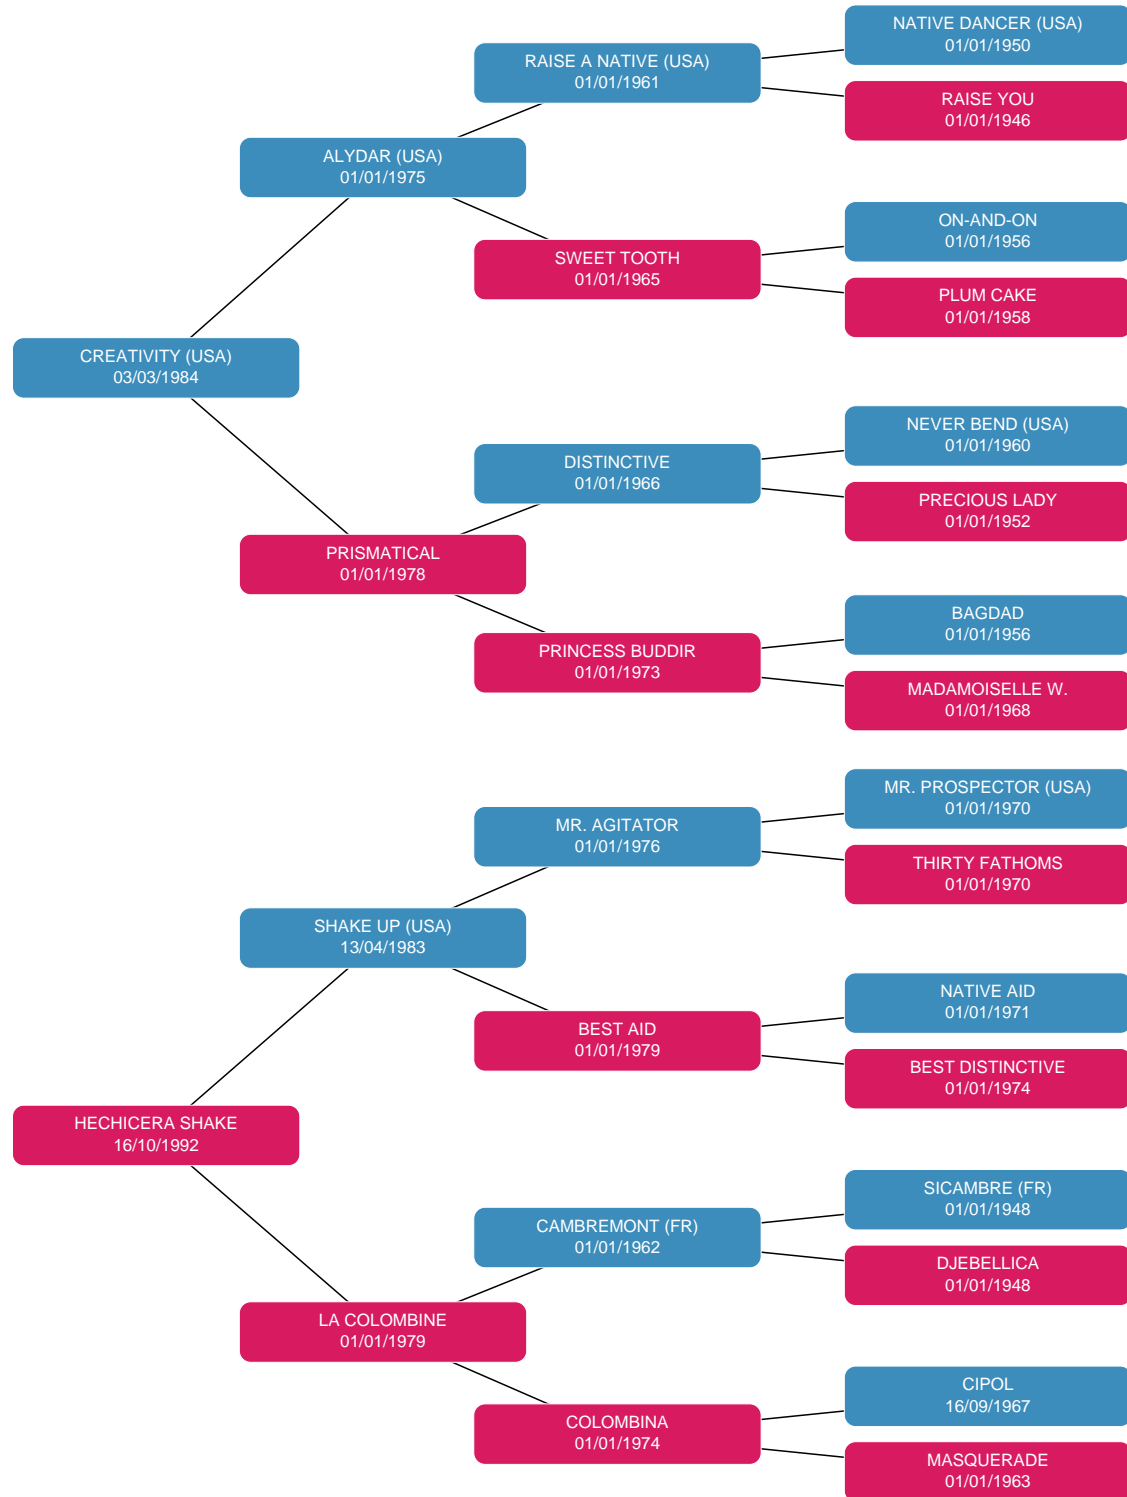 NATIVE DANCER (USA)
01/01/1950
RAISE A NATIVE (USA)
01/01/1961
RAISE YOU
01/01/1946
ALYDAR (USA)
01/01/1975
ON-AND-ON
01/01/1956
SWEET TOOTH
01/01/1965
PLUM CAKE
01/01/1958
CREATIVITY (USA)
03/03/1984
NEVER BEND (USA)
01/01/1960
DISTINCTIVE
01/01/1966
PRECIOUS LADY
01/01/1952
PRISMATICAL
01/01/1978
BAGDAD
01/01/1956
PRINCESS BUDDIR
01/01/1973
MADAMOISELLE W.
01/01/1968
MR. PROSPECTOR (USA)
01/01/1970
MR. AGITATOR
01/01/1976
THIRTY FATHOMS
01/01/1970
SHAKE UP (USA)
13/04/1983
NATIVE AID
01/01/1971
BEST AID
01/01/1979
BEST DISTINCTIVE
01/01/1974
HECHICERA SHAKE
16/10/1992
SICAMBRE (FR)
01/01/1948
CAMBREMONT (FR)
01/01/1962
DJEBELLICA
01/01/1948
LA COLOMBINE
01/01/1979
CIPOL
16/09/1967
COLOMBINA
01/01/1974
MASQUERADE
01/01/1963